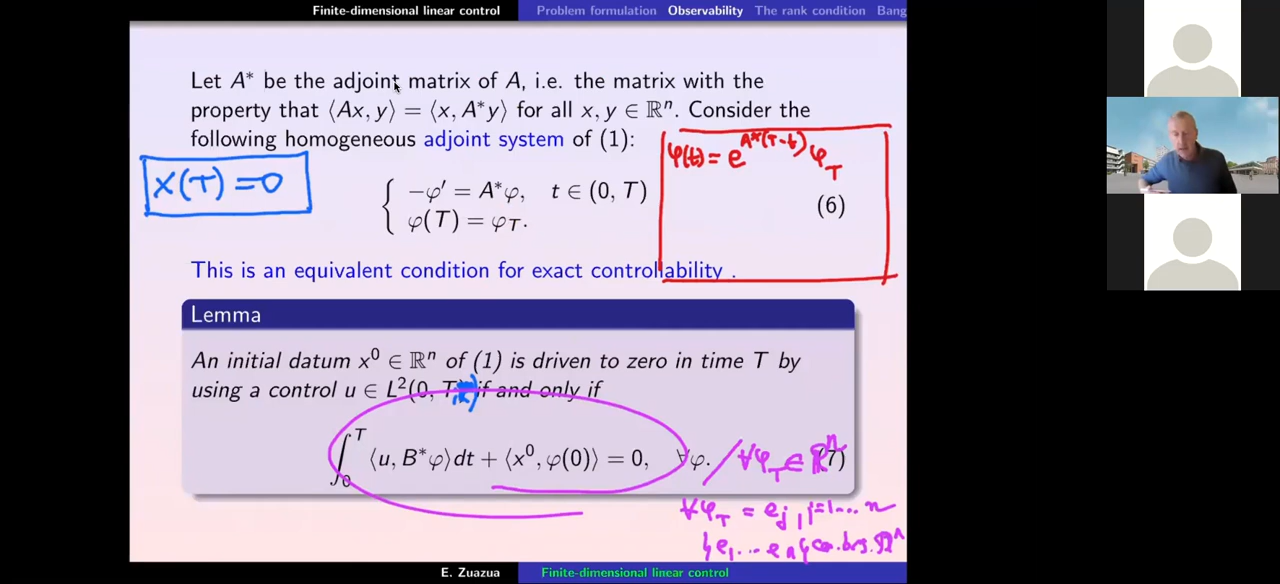 Finite-dimensional linear control Problem formulation Observability The rank condition Bang
Let A* be the adjoint matrix of A, i.e. the matrix with the
property that ⟨Ax, y⟩ = ⟨x, A*y⟩ for all x, y ∈ ℝⁿ. Consider the
following homogeneous adjoint system of (1):
φ(t) = e^{A*(T-t)} φ_T
X(T) = 0
−φ′ = A*φ, t ∈ (0, T)
φ(T) = φ_T.
(6)
This is an equivalent condition for exact controllability .
Lemma
An initial datum x⁰ ∈ ℝⁿ of (1) is driven to zero in time T by
using a control u ∈ L²(0, T) if and only if
∫₀ᵀ ⟨u, B*φ⟩dt + ⟨x⁰, φ(0)⟩ = 0, ∀φ. / ∀φ_T ∈ ℝⁿ (7)
∀φ_T = e_j, j=1...n
{e₁ ... e_n}
E. Zuazua Finite-dimensional linear control